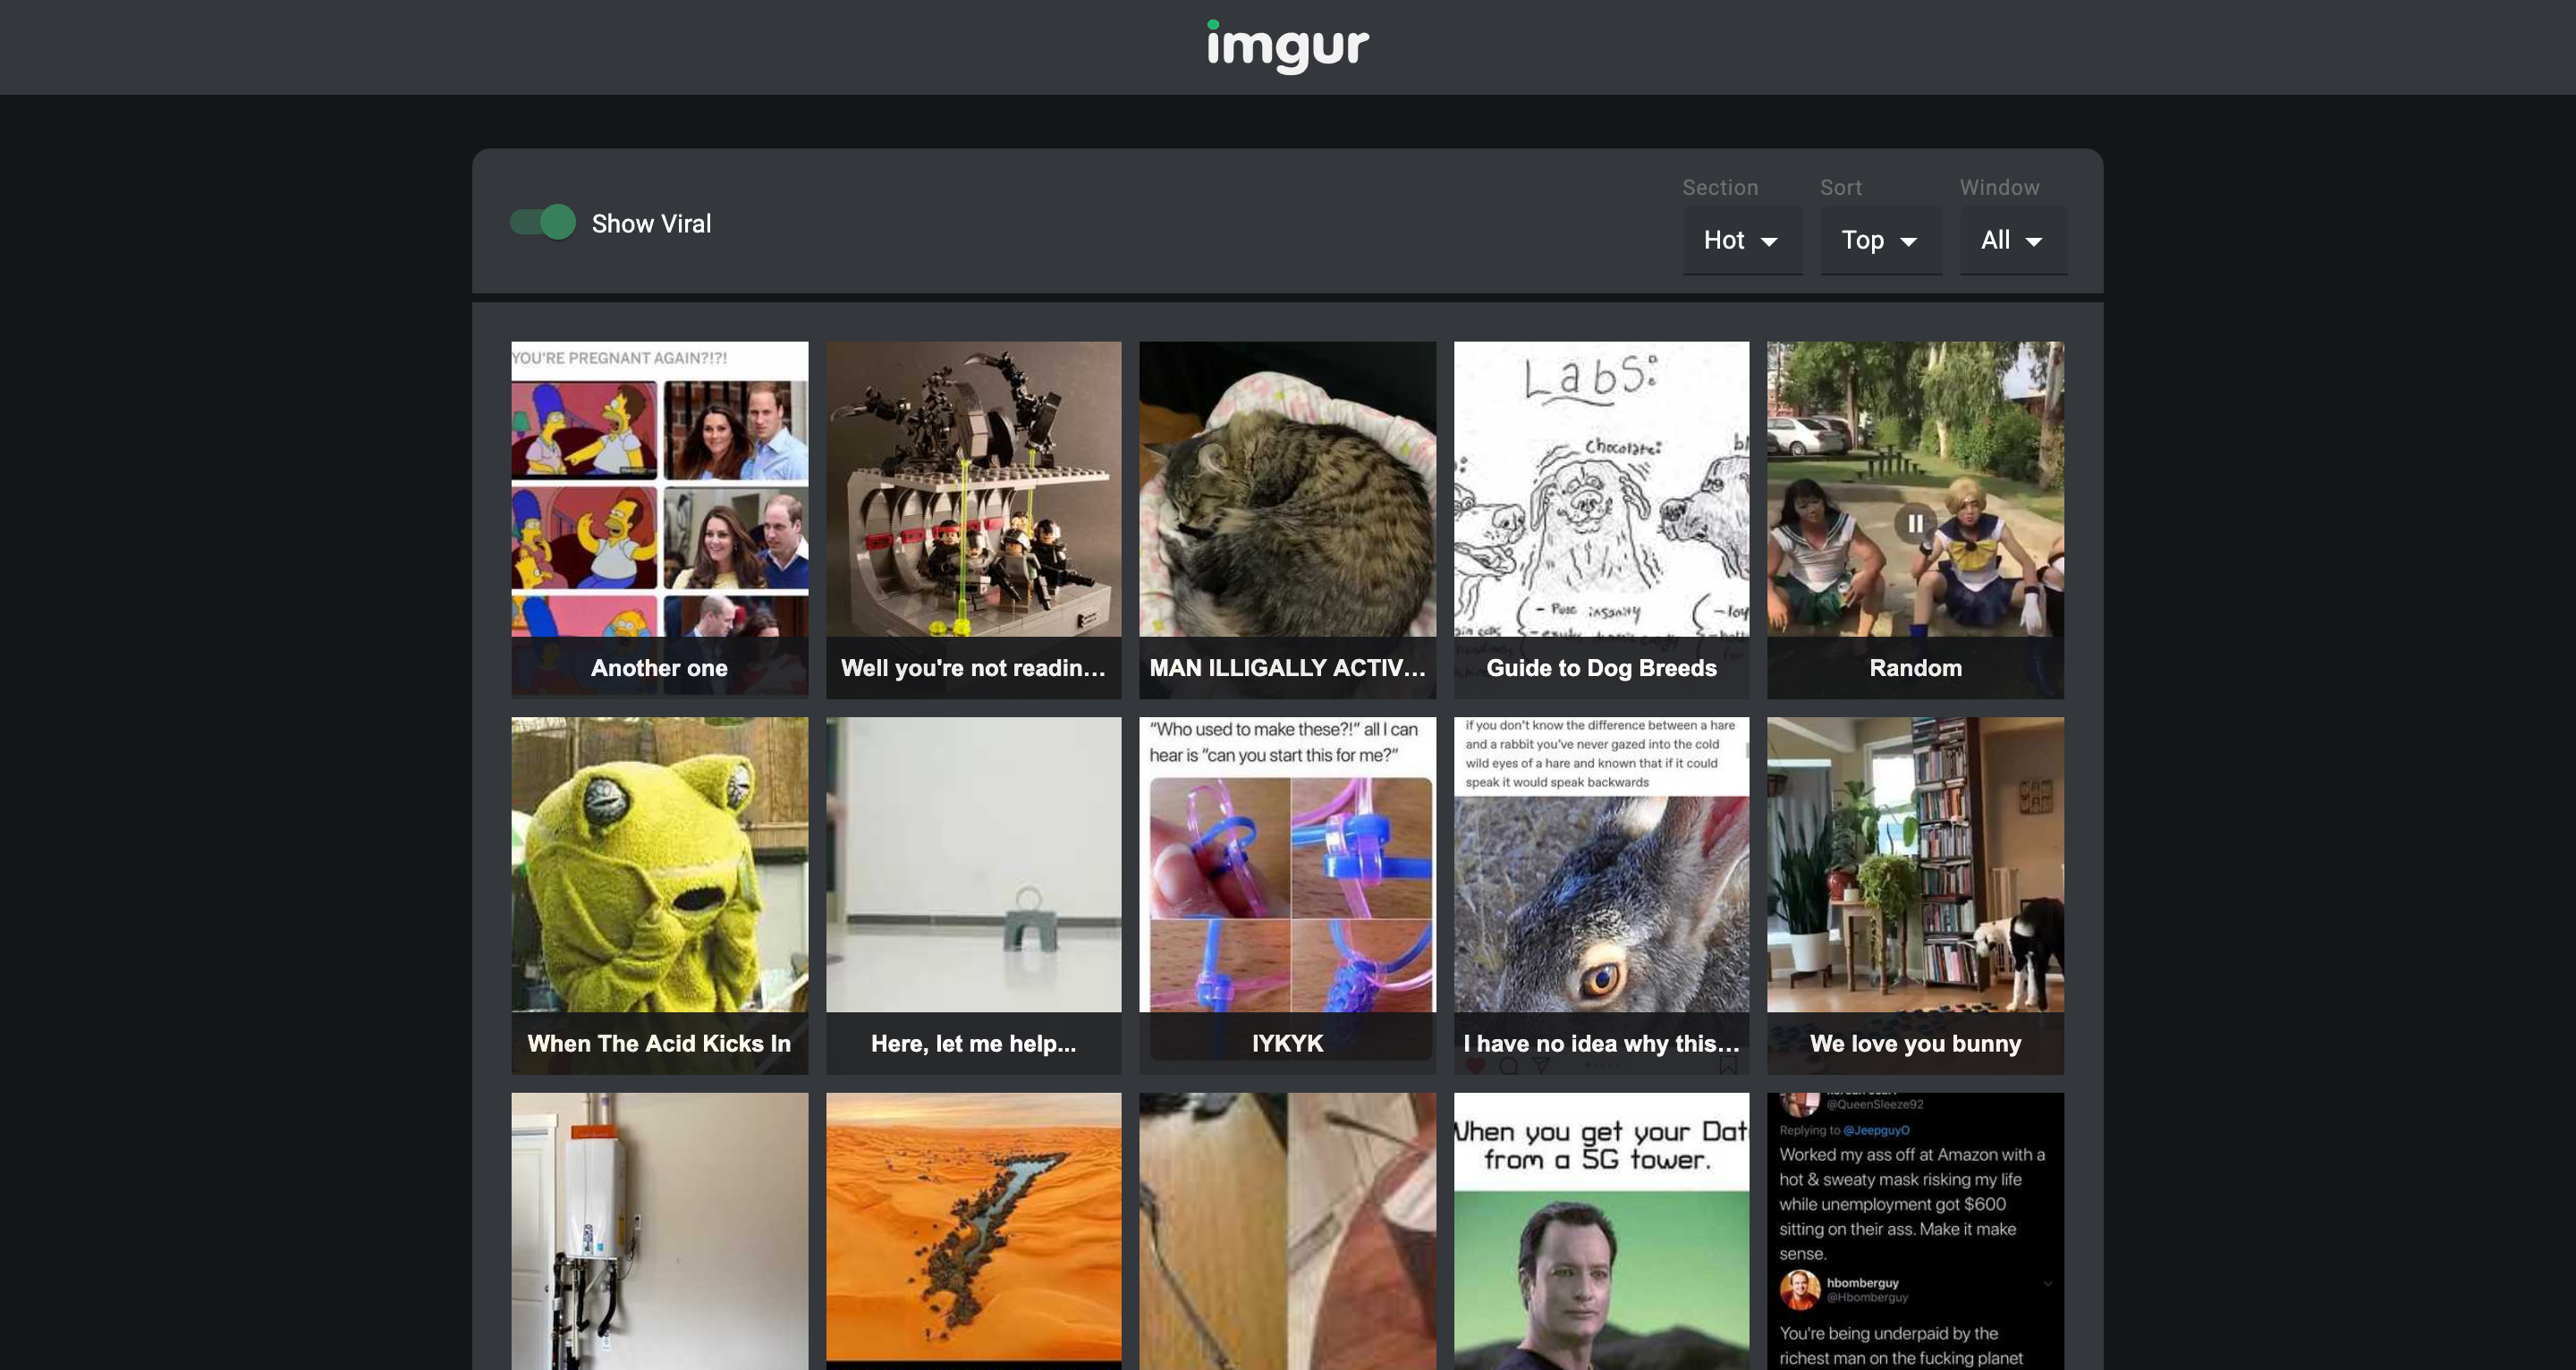 imgur
Show Viral
Section
Sort
Window
Hot
Top
All
YOU'RE PREGNANT AGAIN?!?!
Another one
Well you're not readin...
MAN ILLIGALLY ACTIV...
Labs:
chocolate:
bl
- Pure insanity
Guide to Dog Breeds
Random
When The Acid Kicks In
Here, let me help...
"Who used to make these?!" all I can
hear is "can you start this for me?"
IYKYK
if you don't know the difference between a hare
and a rabbit you've never gazed into the cold
wild eyes of a hare and known that if it could
speak it would speak backwards
I have no idea why this...
We love you bunny
When you get your Dat
from a 5G tower.
@QueenSleeze92
Replying to @JeepguyO
Worked my ass off at Amazon with a
hot & sweaty mask risking my life
while unemployment got $600
sitting on their ass. Make it make
sense.
hbomberguy
@Hbomberguy
You're being underpaid by the
richest man on the fucking planet